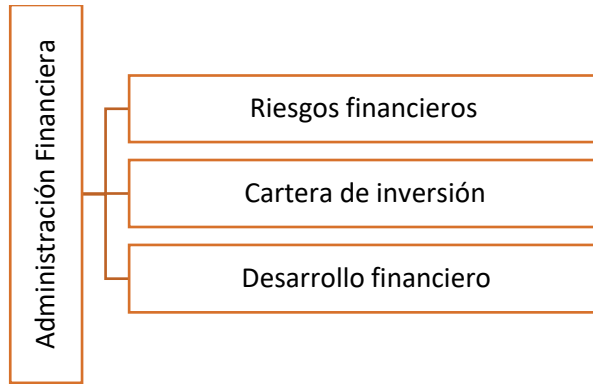 Administración Financiera
Riesgos financieros
Cartera de inversión
Desarrollo financiero